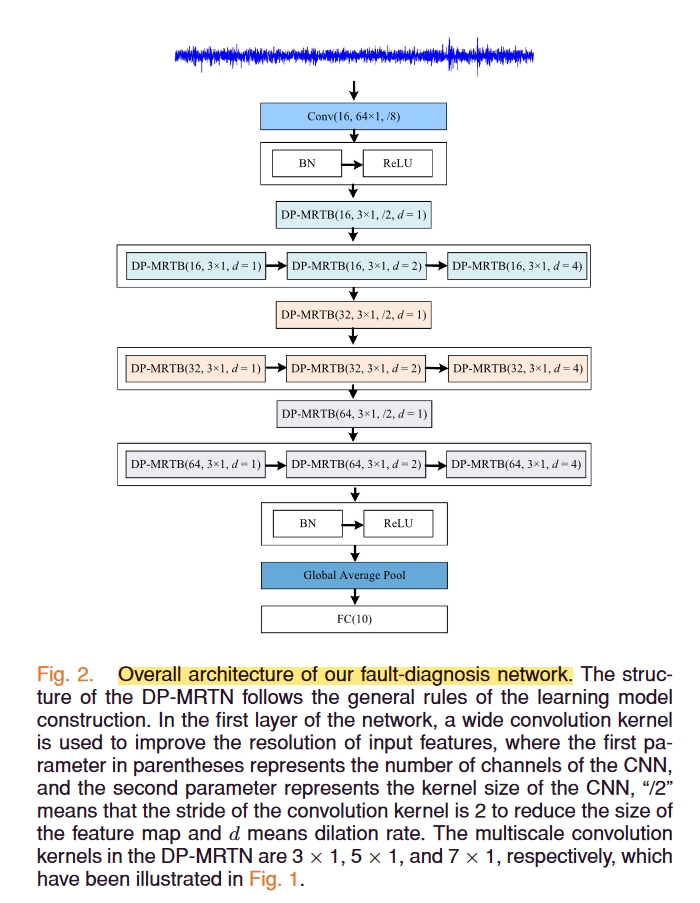 Conv(16, 64×1, /8)
BN ReLU
DP-MRTB(16, 3×1, /2, d = 1)
DP-MRTB(16, 3×1, d = 1) DP-MRTB(16, 3×1, d = 2) DP-MRTB(16, 3×1, d = 4)
DP-MRTB(32, 3×1, /2, d = 1)
DP-MRTB(32, 3×1, d = 1) DP-MRTB(32, 3×1, d = 2) DP-MRTB(32, 3×1, d = 4)
DP-MRTB(64, 3×1, /2, d = 1)
DP-MRTB(64, 3×1, d = 1) DP-MRTB(64, 3×1, d = 2) DP-MRTB(64, 3×1, d = 4)
BN ReLU
Global Average Pool
FC(10)
Fig. 2. Overall architecture of our fault-diagnosis network. The struc-
ture of the DP-MRTN follows the general rules of the learning model
construction. In the first layer of the network, a wide convolution kernel
is used to improve the resolution of input features, where the first pa-
rameter in parentheses represents the number of channels of the CNN,
and the second parameter represents the kernel size of the CNN, “/2”
means that the stride of the convolution kernel is 2 to reduce the size of
the feature map and d means dilation rate. The multiscale convolution
kernels in the DP-MRTN are 3 × 1, 5 × 1, and 7 × 1, respectively, which
have been illustrated in Fig. 1.